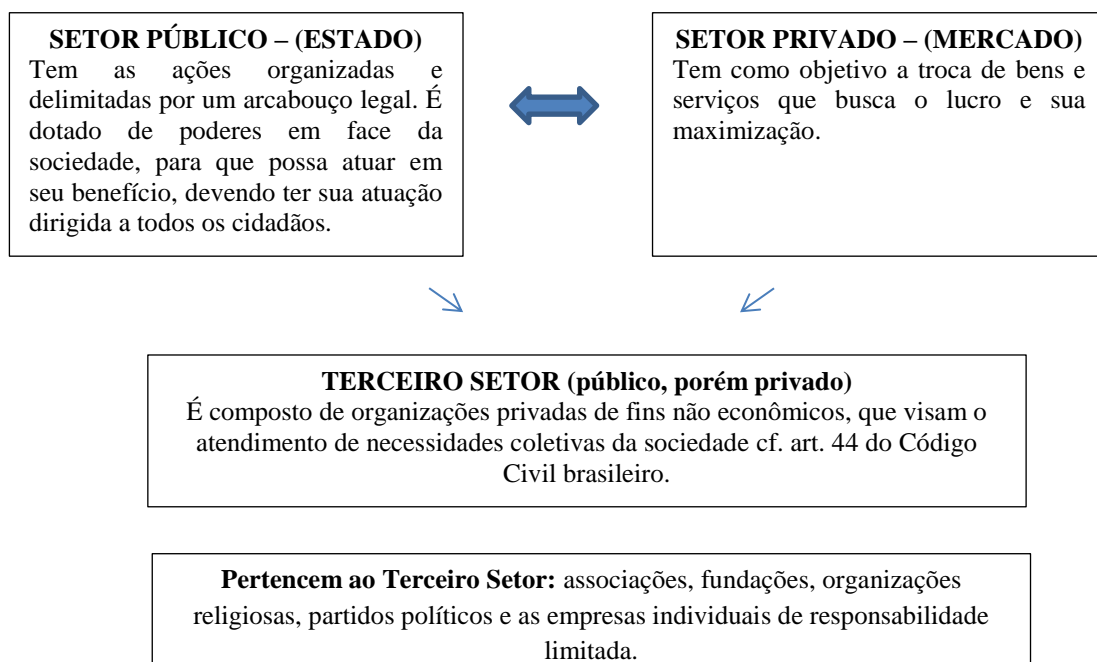 SETOR PÚBLICO – (ESTADO)
Tem as ações organizadas e
delimitadas por um arcabouço legal. É
dotado de poderes em face da
sociedade, para que possa atuar em
seu benefício, devendo ter sua atuação
dirigida a todos os cidadãos.
SETOR PRIVADO – (MERCADO)
Tem como objetivo a troca de bens e
serviços que busca o lucro e sua
maximização.
TERCEIRO SETOR (público, porém privado)
É composto de organizações privadas de fins não econômicos, que visam o
atendimento de necessidades coletivas da sociedade cf. art. 44 do Código
Civil brasileiro.
Pertencem ao Terceiro Setor: associações, fundações, organizações
religiosas, partidos políticos e as empresas individuais de responsabilidade
limitada.